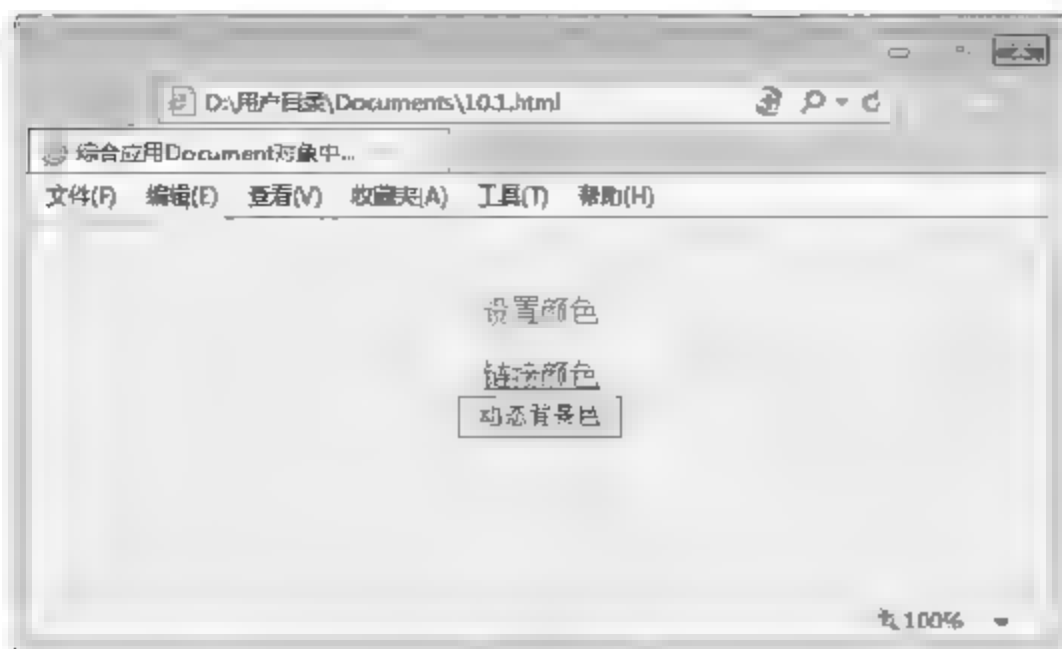 D:\用户目录\Documents\10.1.html
综合应用Document对象中...
文件(F) 编辑(E) 查看(V) 收藏夹(A) 工具(T) 帮助(H)
设置颜色
链接颜色
动态背景色
100%